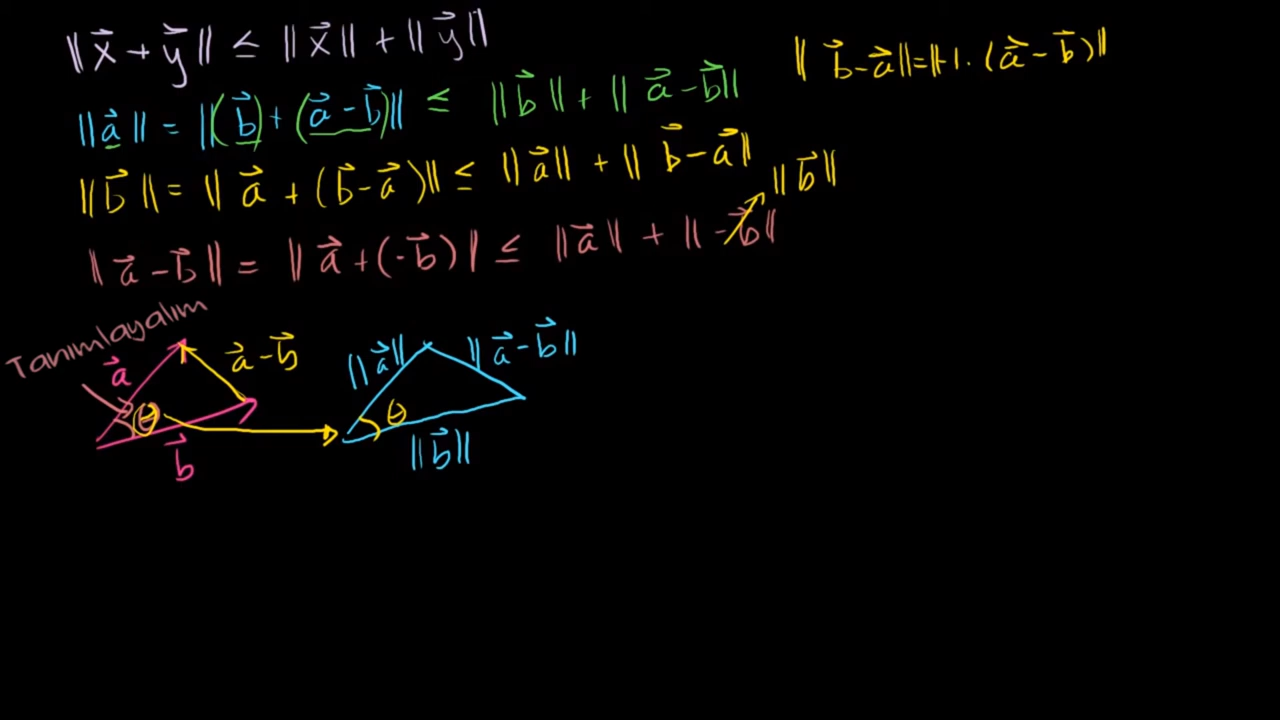 ‖x⃗ + y⃗‖ ≤ ‖x⃗‖ + ‖y⃗‖
‖b⃗ - a⃗‖ = ‖-1 · (a⃗ - b⃗)‖
‖a⃗‖ = ‖(b⃗) + (a⃗ - b⃗)‖ ≤ ‖b⃗‖ + ‖a⃗ - b⃗‖
‖b⃗‖ = ‖a⃗ + (b⃗ - a⃗)‖ ≤ ‖a⃗‖ + ‖b⃗ - a⃗‖
‖b⃗‖
‖a⃗ - b⃗‖ = ‖a⃗ + (-b⃗)‖ ≤ ‖a⃗‖ + ‖-b⃗‖
Tanımlayalım
a⃗
a⃗ - b⃗
θ
b⃗
‖a⃗‖
‖a⃗ - b⃗‖
θ
‖b⃗‖